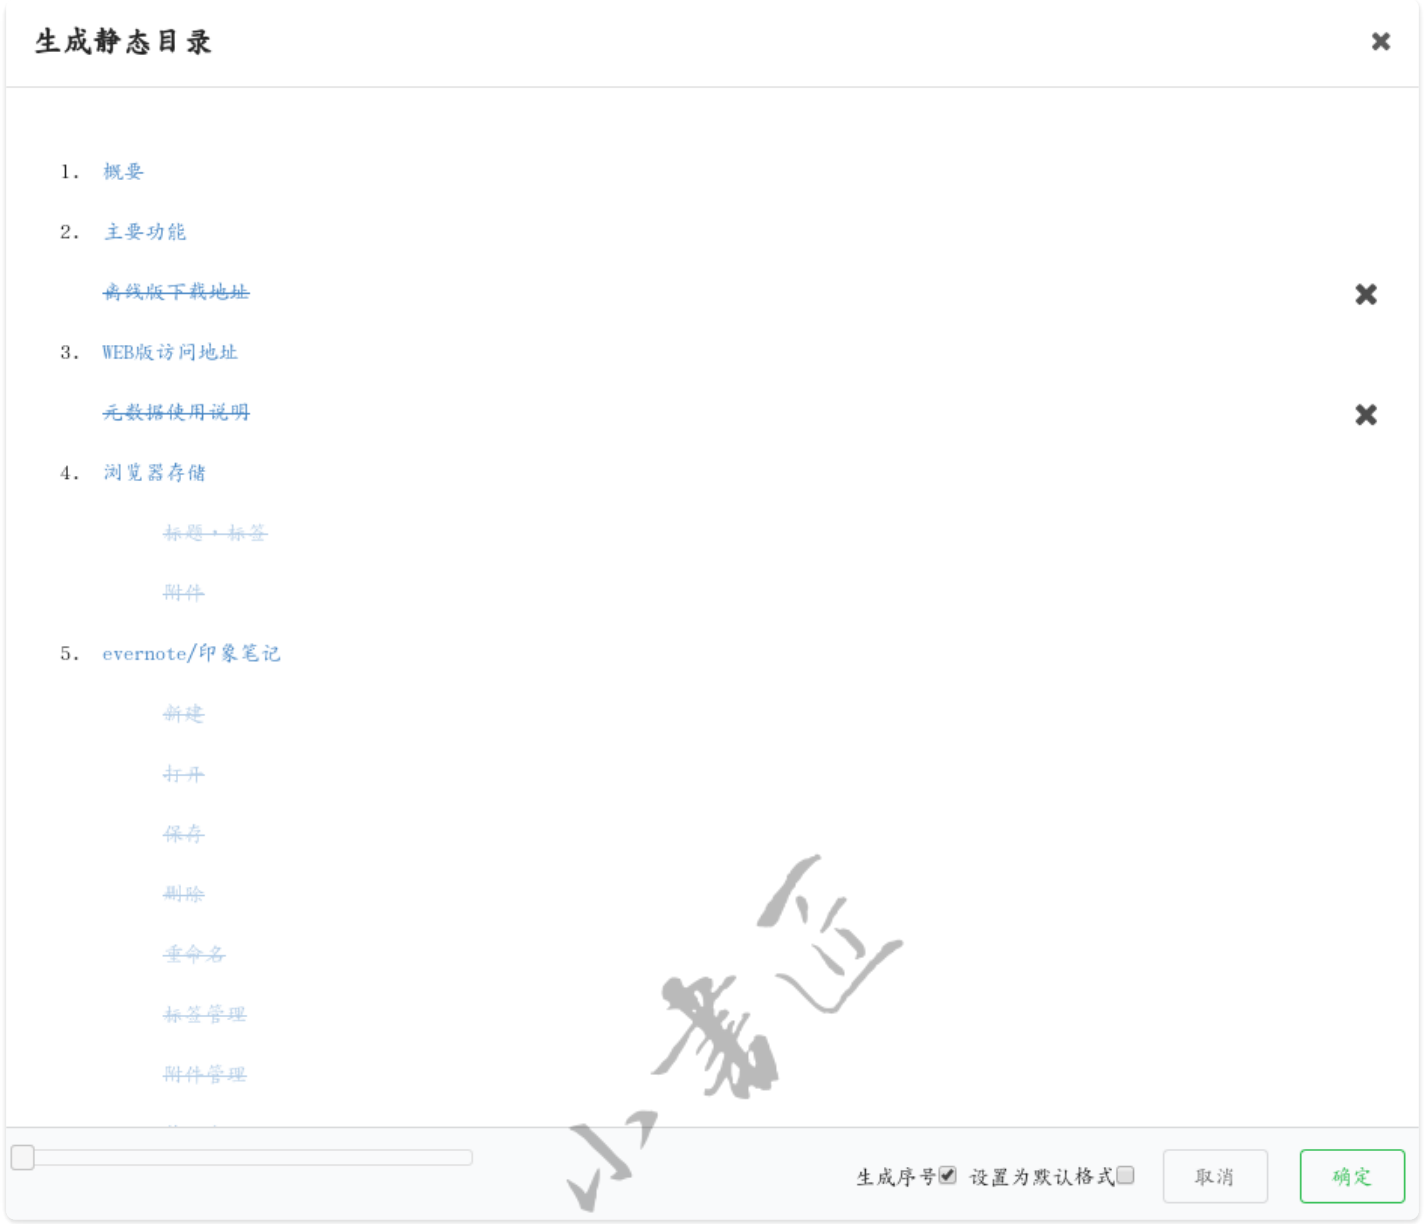 生成静态目录
1. 概要
2. 主要功能
离线版下载地址
3. WEB版访问地址
元数据使用说明
4. 浏览器存储
标题·标签
附件
5. evernote/印象笔记
新建
打开
保存
删除
重命名
标签管理
附件管理
生成序号 设置为默认格式 取消 确定
小书匠